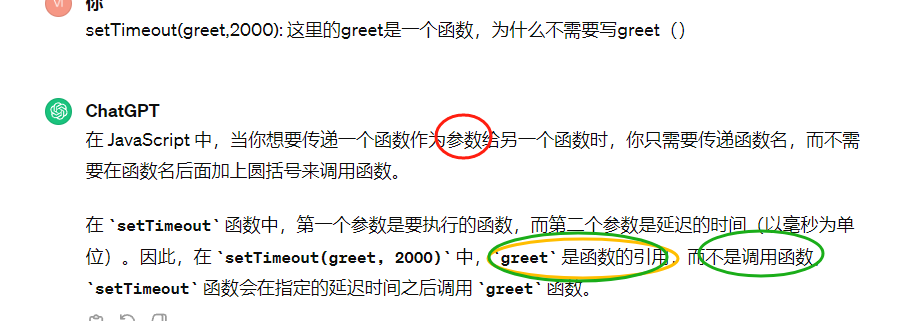 你
setTimeout(greet,2000): 这里的greet是一个函数，为什么不需要写greet（）
ChatGPT
在 JavaScript 中，当你想要传递一个函数作为参数给另一个函数时，你只需要传递函数名，而不需
要在函数名后面加上圆括号来调用函数。
在 `setTimeout` 函数中，第一个参数是要执行的函数，而第二个参数是延迟的时间（以毫秒为单
位）。因此，在 `setTimeout(greet, 2000)` 中，`greet` 是函数的引用，而不是调用函数。
`setTimeout` 函数会在指定的延迟时间之后调用 `greet` 函数。